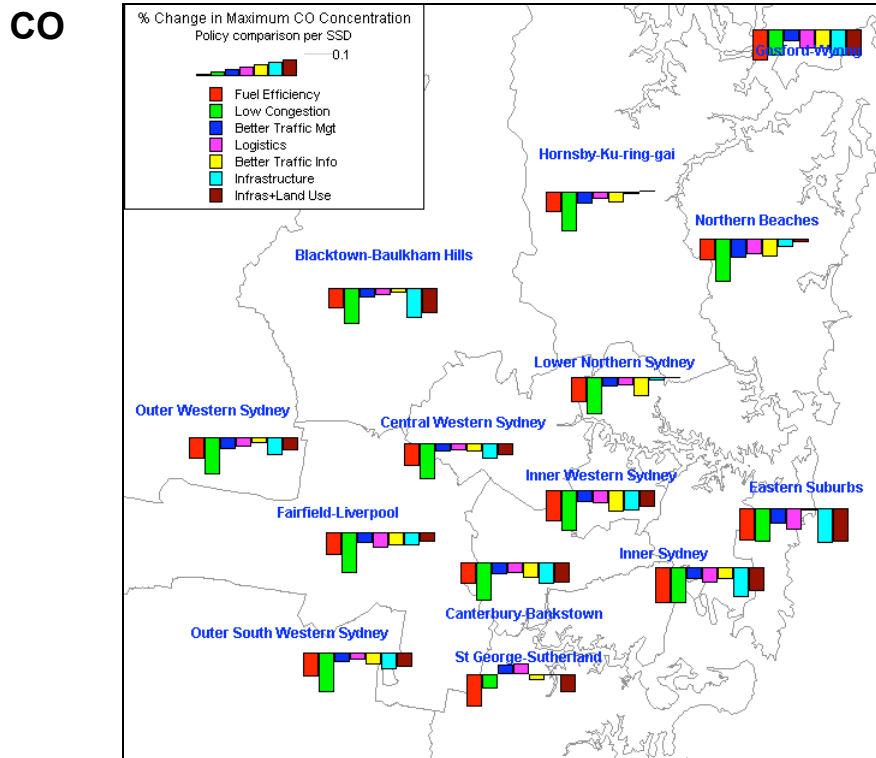 CO
% Change in Maximum CO Concentration
Policy comparison per SSD
0.1
Fuel Efficiency
Low Congestion
Better Traffic Mgt
Logistics
Better Traffic Info
Infrastructure
Infras+Land Use
Gosford-Wyong
Hornsby-Ku-ring-gai
Northern Beaches
Blacktown-Baulkham Hills
Lower Northern Sydney
Outer Western Sydney
Central Western Sydney
Inner Western Sydney
Eastern Suburbs
Fairfield-Liverpool
Inner Sydney
Canterbury-Bankstown
Outer South Western Sydney
St George-Sutherland